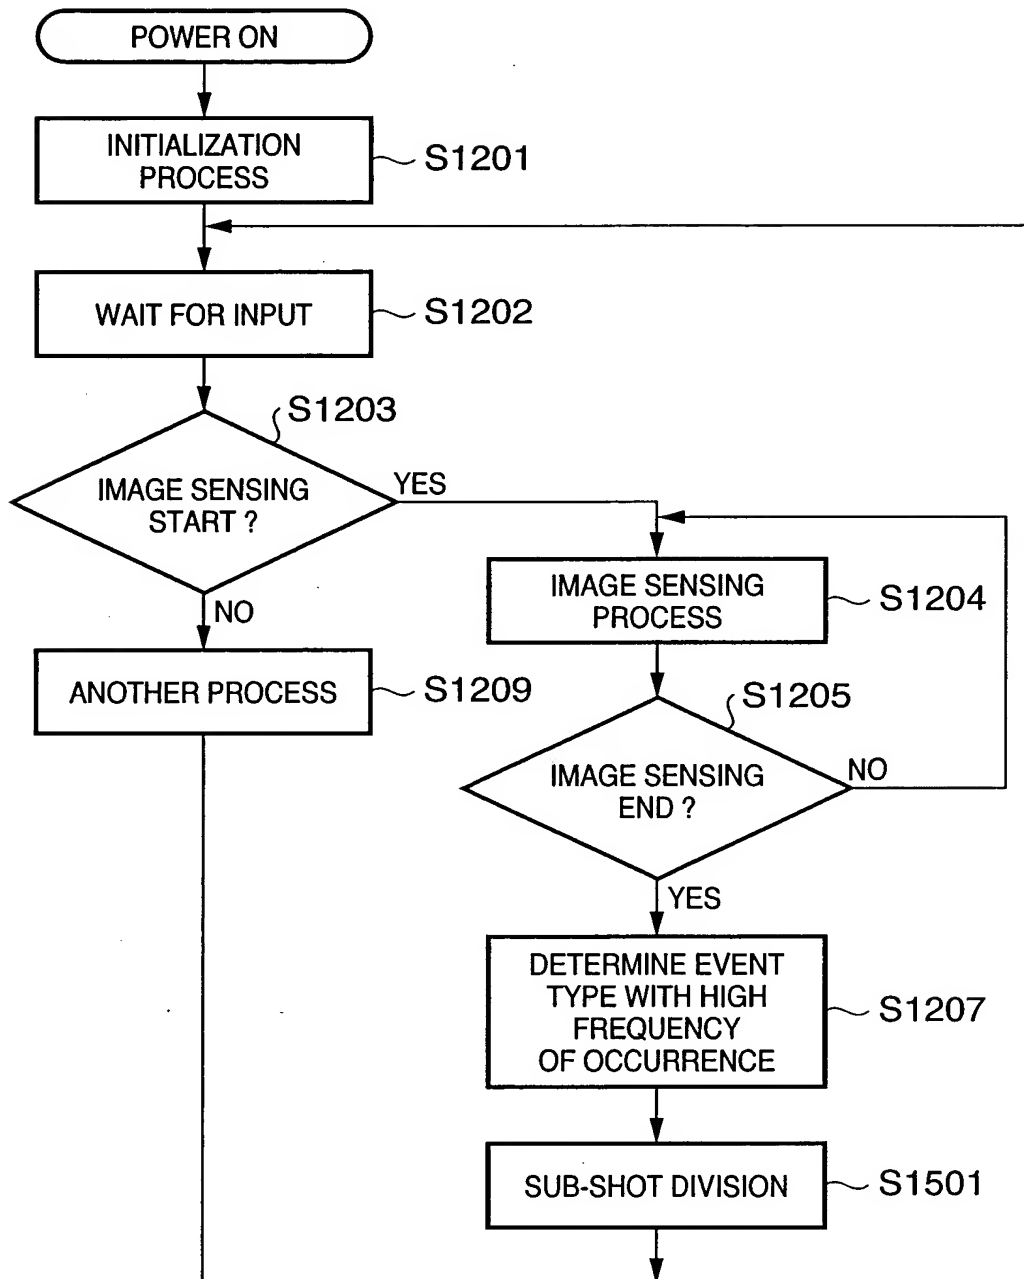 POWER ON
INITIALIZATION
PROCESS
S1201
WAIT FOR INPUT
S1202
S1203
IMAGE SENSING
START ?
YES
NO
IMAGE SENSING
PROCESS
S1204
ANOTHER PROCESS
S1209
S1205
IMAGE SENSING
END ?
NO
YES
DETERMINE EVENT
TYPE WITH HIGH
FREQUENCY
OF OCCURRENCE
S1207
SUB-SHOT DIVISION
S1501